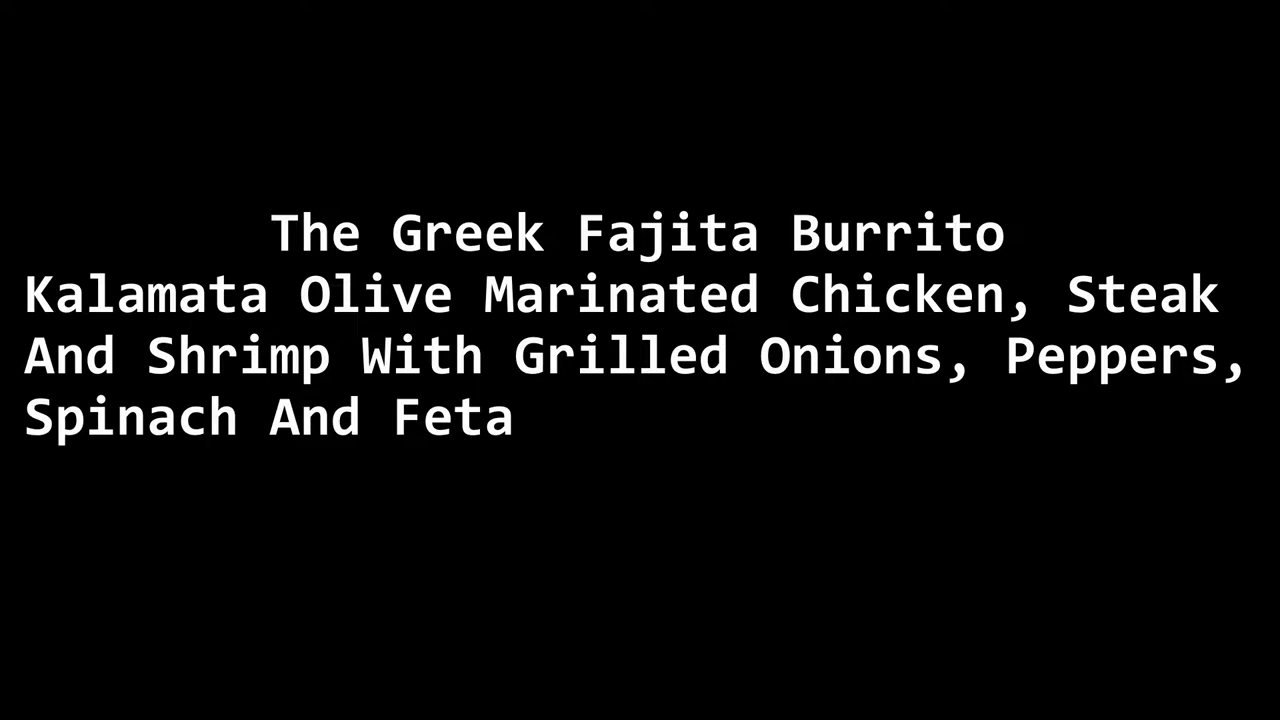 The Greek Fajita Burrito
Kalamata Olive Marinated Chicken, Steak
And Shrimp With Grilled Onions, Peppers,
Spinach And Feta